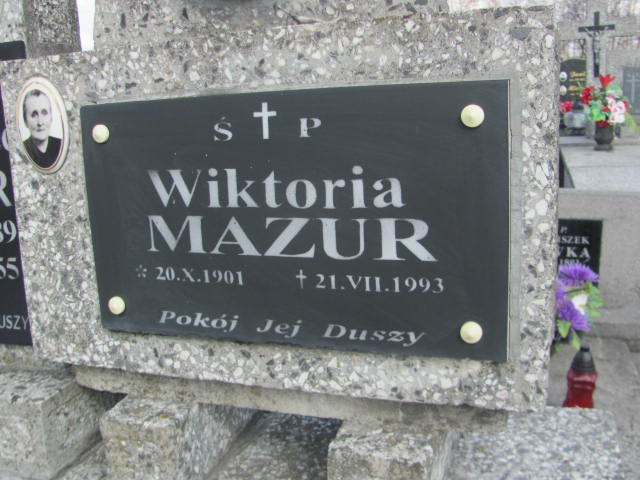 Ś † P
Wiktoria
MAZUR
* 20.X.1901 † 21.VII.1993
Pokój Jej Duszy